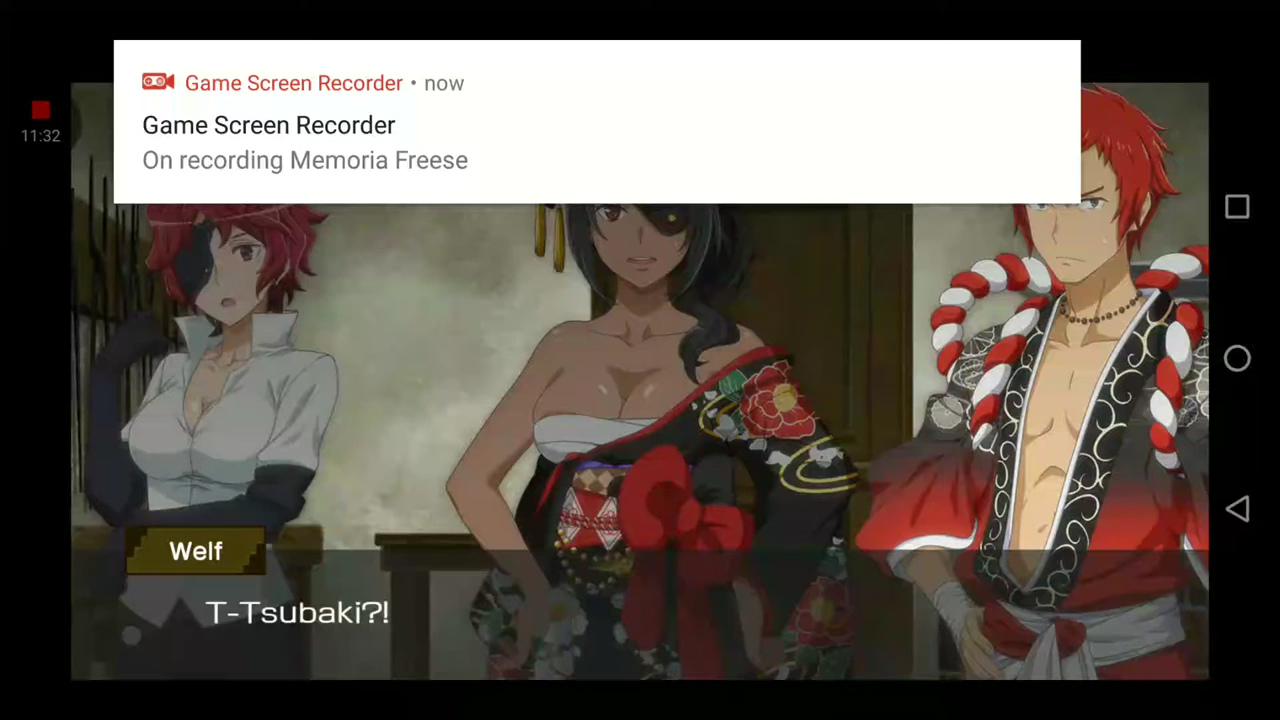 Game Screen Recorder • now
Game Screen Recorder
11:32
On recording Memoria Freese
Welf
T-Tsubaki?!